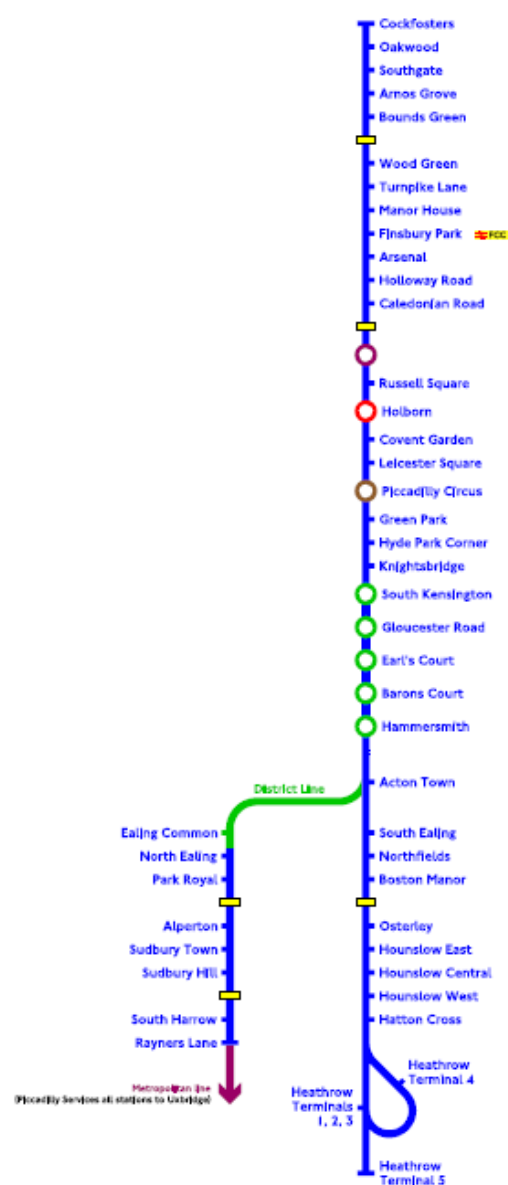 Cockfosters
Oakwood
Southgate
Arnos Grove
Bounds Green
Wood Green
Turnpike Lane
Manor House
Finsbury Park
FCC
Arsenal
Holloway Road
Caledonian Road
Russell Square
Holborn
Covent Garden
Leicester Square
Piccadilly Circus
Green Park
Hyde Park Corner
Knightsbridge
South Kensington
Gloucester Road
Earl's Court
Barons Court
Hammersmith
Acton Town
District Line
Ealing Common
North Ealing
Park Royal
Alperton
Sudbury Town
Sudbury Hill
South Harrow
Rayners Lane
Metropolitan line
(Piccadilly Services all stations to Uxbridge)
South Ealing
Northfields
Boston Manor
Osterley
Hounslow East
Hounslow Central
Hounslow West
Hatton Cross
Heathrow
Terminal 4
Heathrow
Terminals
1, 2, 3
Heathrow
Terminal 5